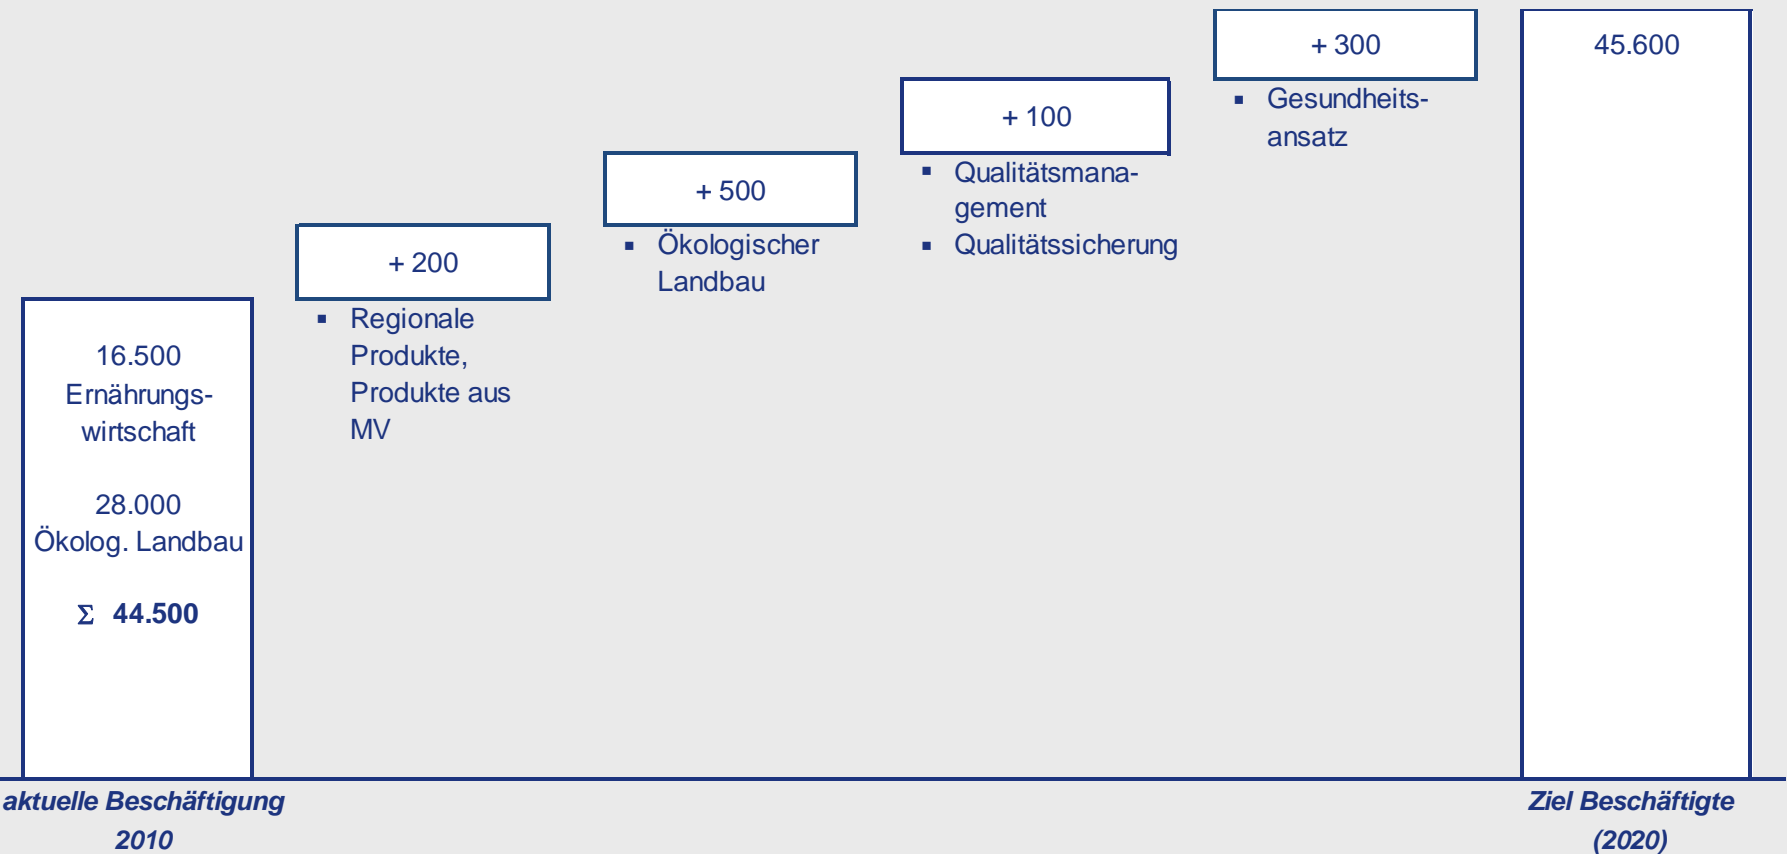 16.500
Ernährungs-
wirtschaft
28.000
Ökolog. Landbau
Σ 44.500
aktuelle Beschäftigung
2010
+ 200
▪ Regionale
Produkte,
Produkte aus
MV
+ 500
▪ Ökologischer
Landbau
+ 100
▪ Qualitätsmana-
gement
▪ Qualitätssicherung
+ 300
▪ Gesundheits-
ansatz
45.600
Ziel Beschäftigte
(2020)